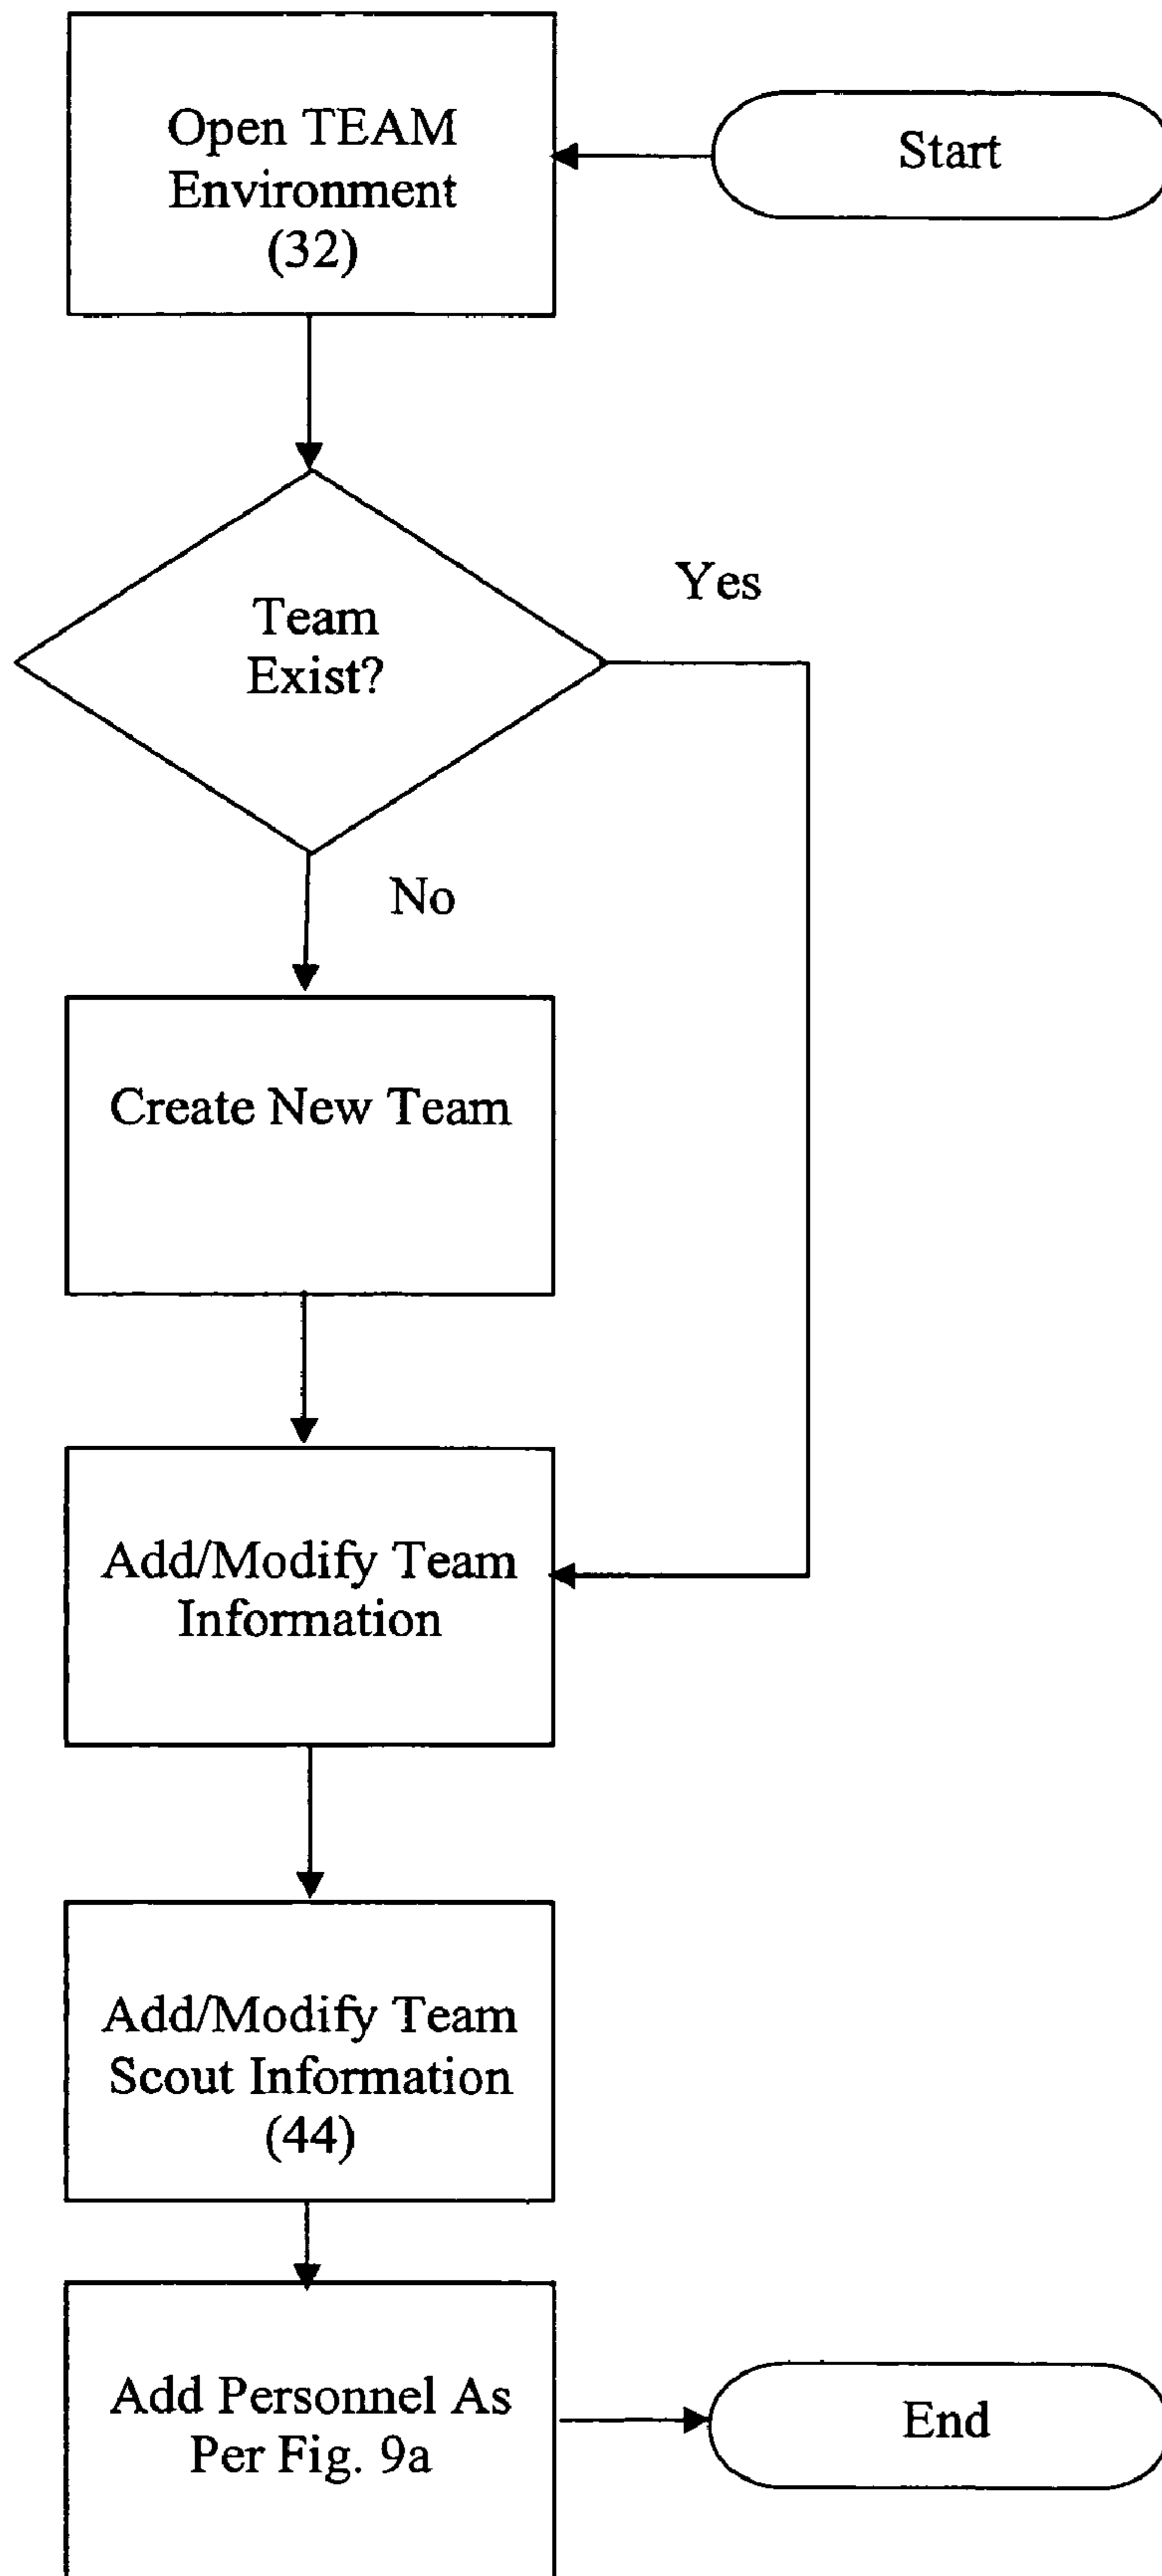 Open TEAM
Environment
(32)
Start
Team
Exist?
Yes
No
Create New Team
Add/Modify Team
Information
Add/Modify Team
Scout Information
(44)
Add Personnel As
Per Fig. 9a
End